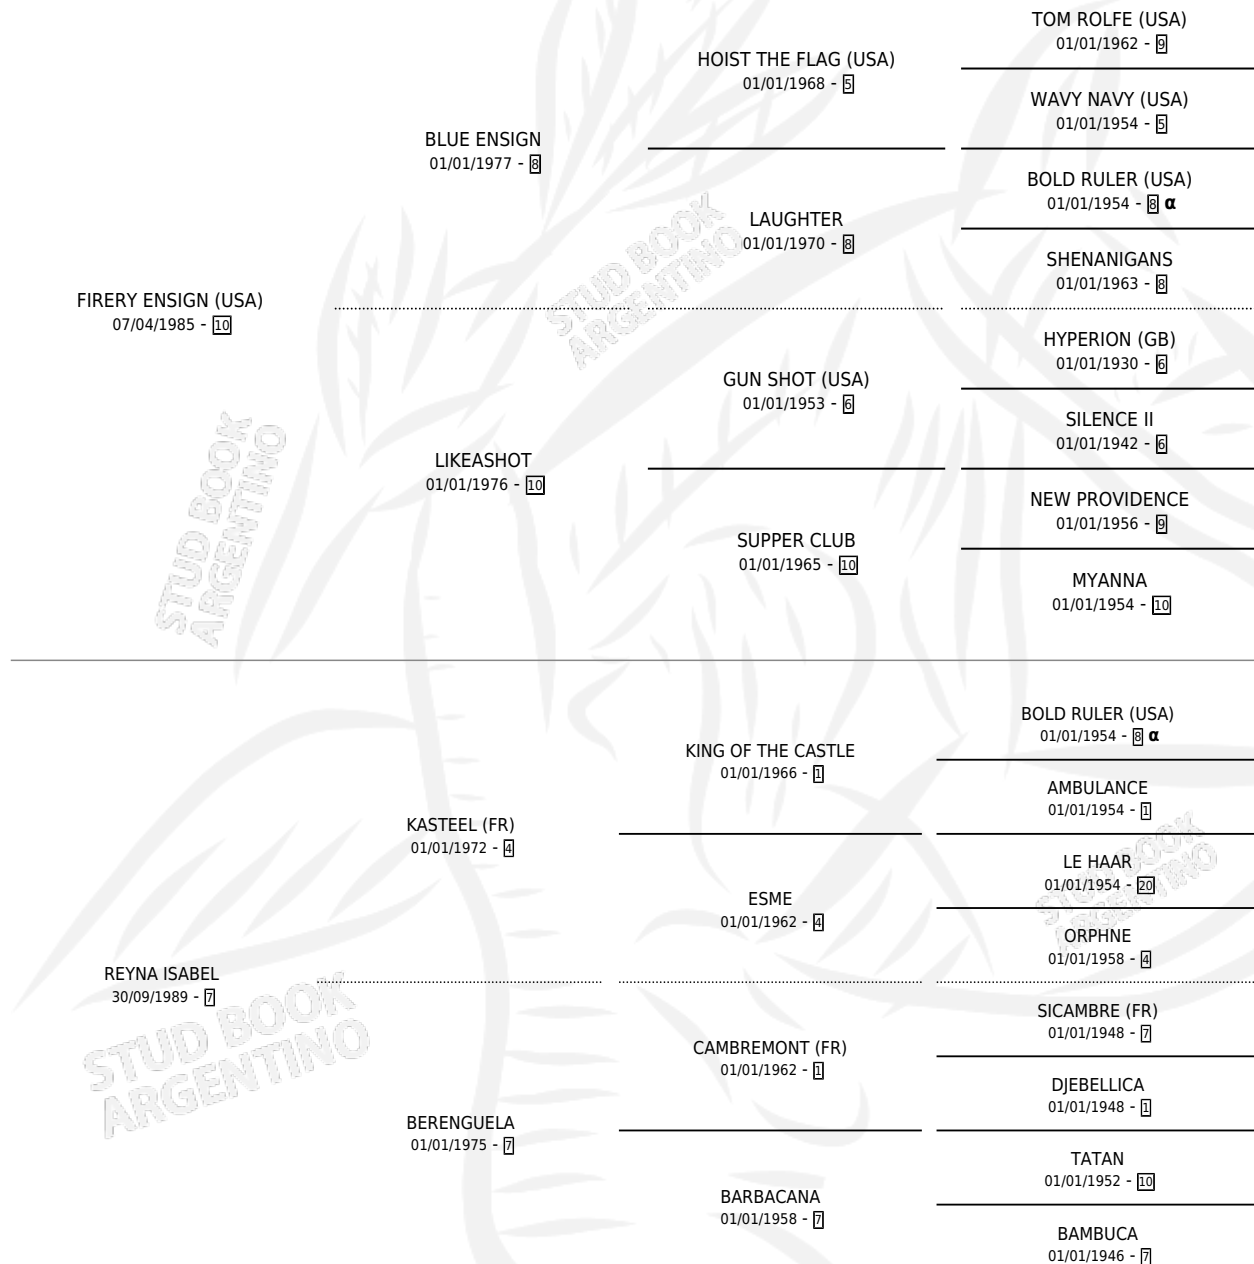 TOM ROLFE (USA)
01/01/1962 - 9
HOIST THE FLAG (USA)
01/01/1968 - 5
WAVY NAVY (USA)
01/01/1954 - 5
BLUE ENSIGN
01/01/1977 - 8
BOLD RULER (USA)
01/01/1954 - 8 α
LAUGHTER
01/01/1970 - 8
SHENANIGANS
01/01/1963 - 8
FIRERY ENSIGN (USA)
07/04/1985 - 10
HYPERION (GB)
01/01/1930 - 6
GUN SHOT (USA)
01/01/1953 - 6
SILENCE II
01/01/1942 - 6
LIKEASHOT
01/01/1976 - 10
NEW PROVIDENCE
01/01/1956 - 9
SUPPER CLUB
01/01/1965 - 10
MYANNA
01/01/1954 - 10
BOLD RULER (USA)
01/01/1954 - 8 α
KING OF THE CASTLE
01/01/1966 - 1
AMBULANCE
01/01/1954 - 1
KASTEEL (FR)
01/01/1972 - 4
LE HAAR
01/01/1954 - 20
ESME
01/01/1962 - 4
ORPHNE
01/01/1958 - 4
REYNA ISABEL
30/09/1989 - 7
SICAMBRE (FR)
01/01/1948 - 7
CAMBREMONT (FR)
01/01/1962 - 1
DJEBELLICA
01/01/1948 - 1
BERENGUELA
01/01/1975 - 7
TATAN
01/01/1952 - 10
BARBACANA
01/01/1958 - 7
BAMBUCA
01/01/1946 - 7
STUD BOOK
ARGENTINO
STUD BOOK
ARGENTINO
STUD BOOK
ARGENTINO
STUD BOOK
ARGENTINO